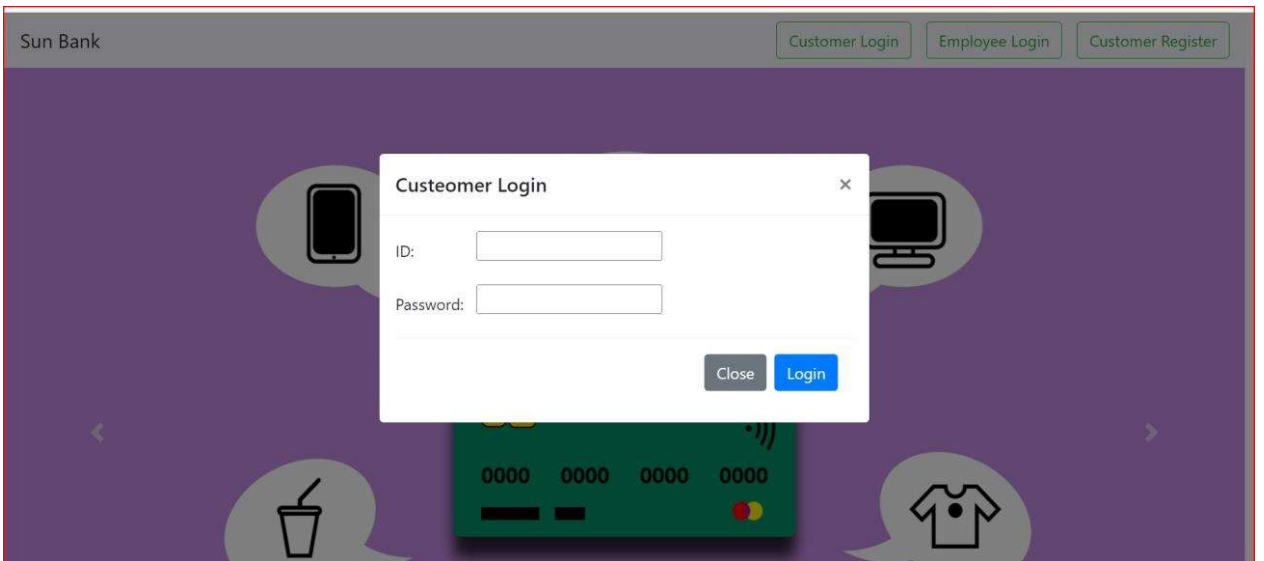 Sun Bank Customer Login Employee Login Customer Register
Custeomer Login ×
ID:
Password:
Close Login
0000 0000 0000 0000